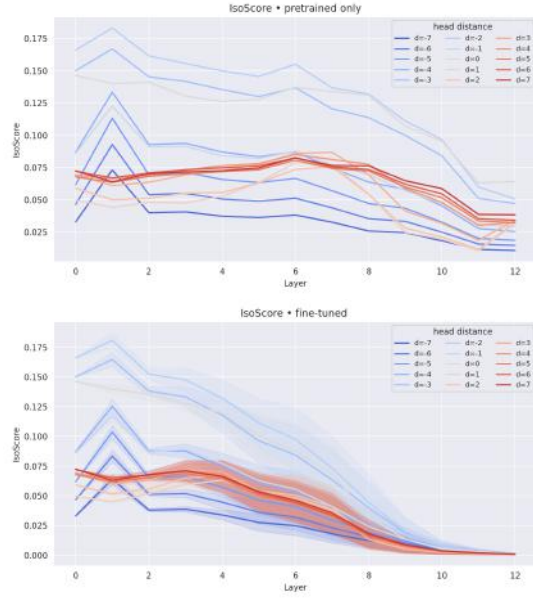 IsoScore • pretrained only
head distance
d=-7 d=-2 d=3
d=-6 d=-1 d=4
d=-5 d=0 d=5
d=-4 d=1 d=6
d=-3 d=2 d=7
IsoScore
0.175
0.150
0.125
0.100
0.075
0.050
0.025
0 2 4 6 8 10 12
Layer
IsoScore • fine-tuned
head distance
d=-7 d=-2 d=3
d=-6 d=-1 d=4
d=-5 d=0 d=5
d=-4 d=1 d=6
d=-3 d=2 d=7
IsoScore
0.175
0.150
0.125
0.100
0.075
0.050
0.025
0.000
0 2 4 6 8 10 12
Layer